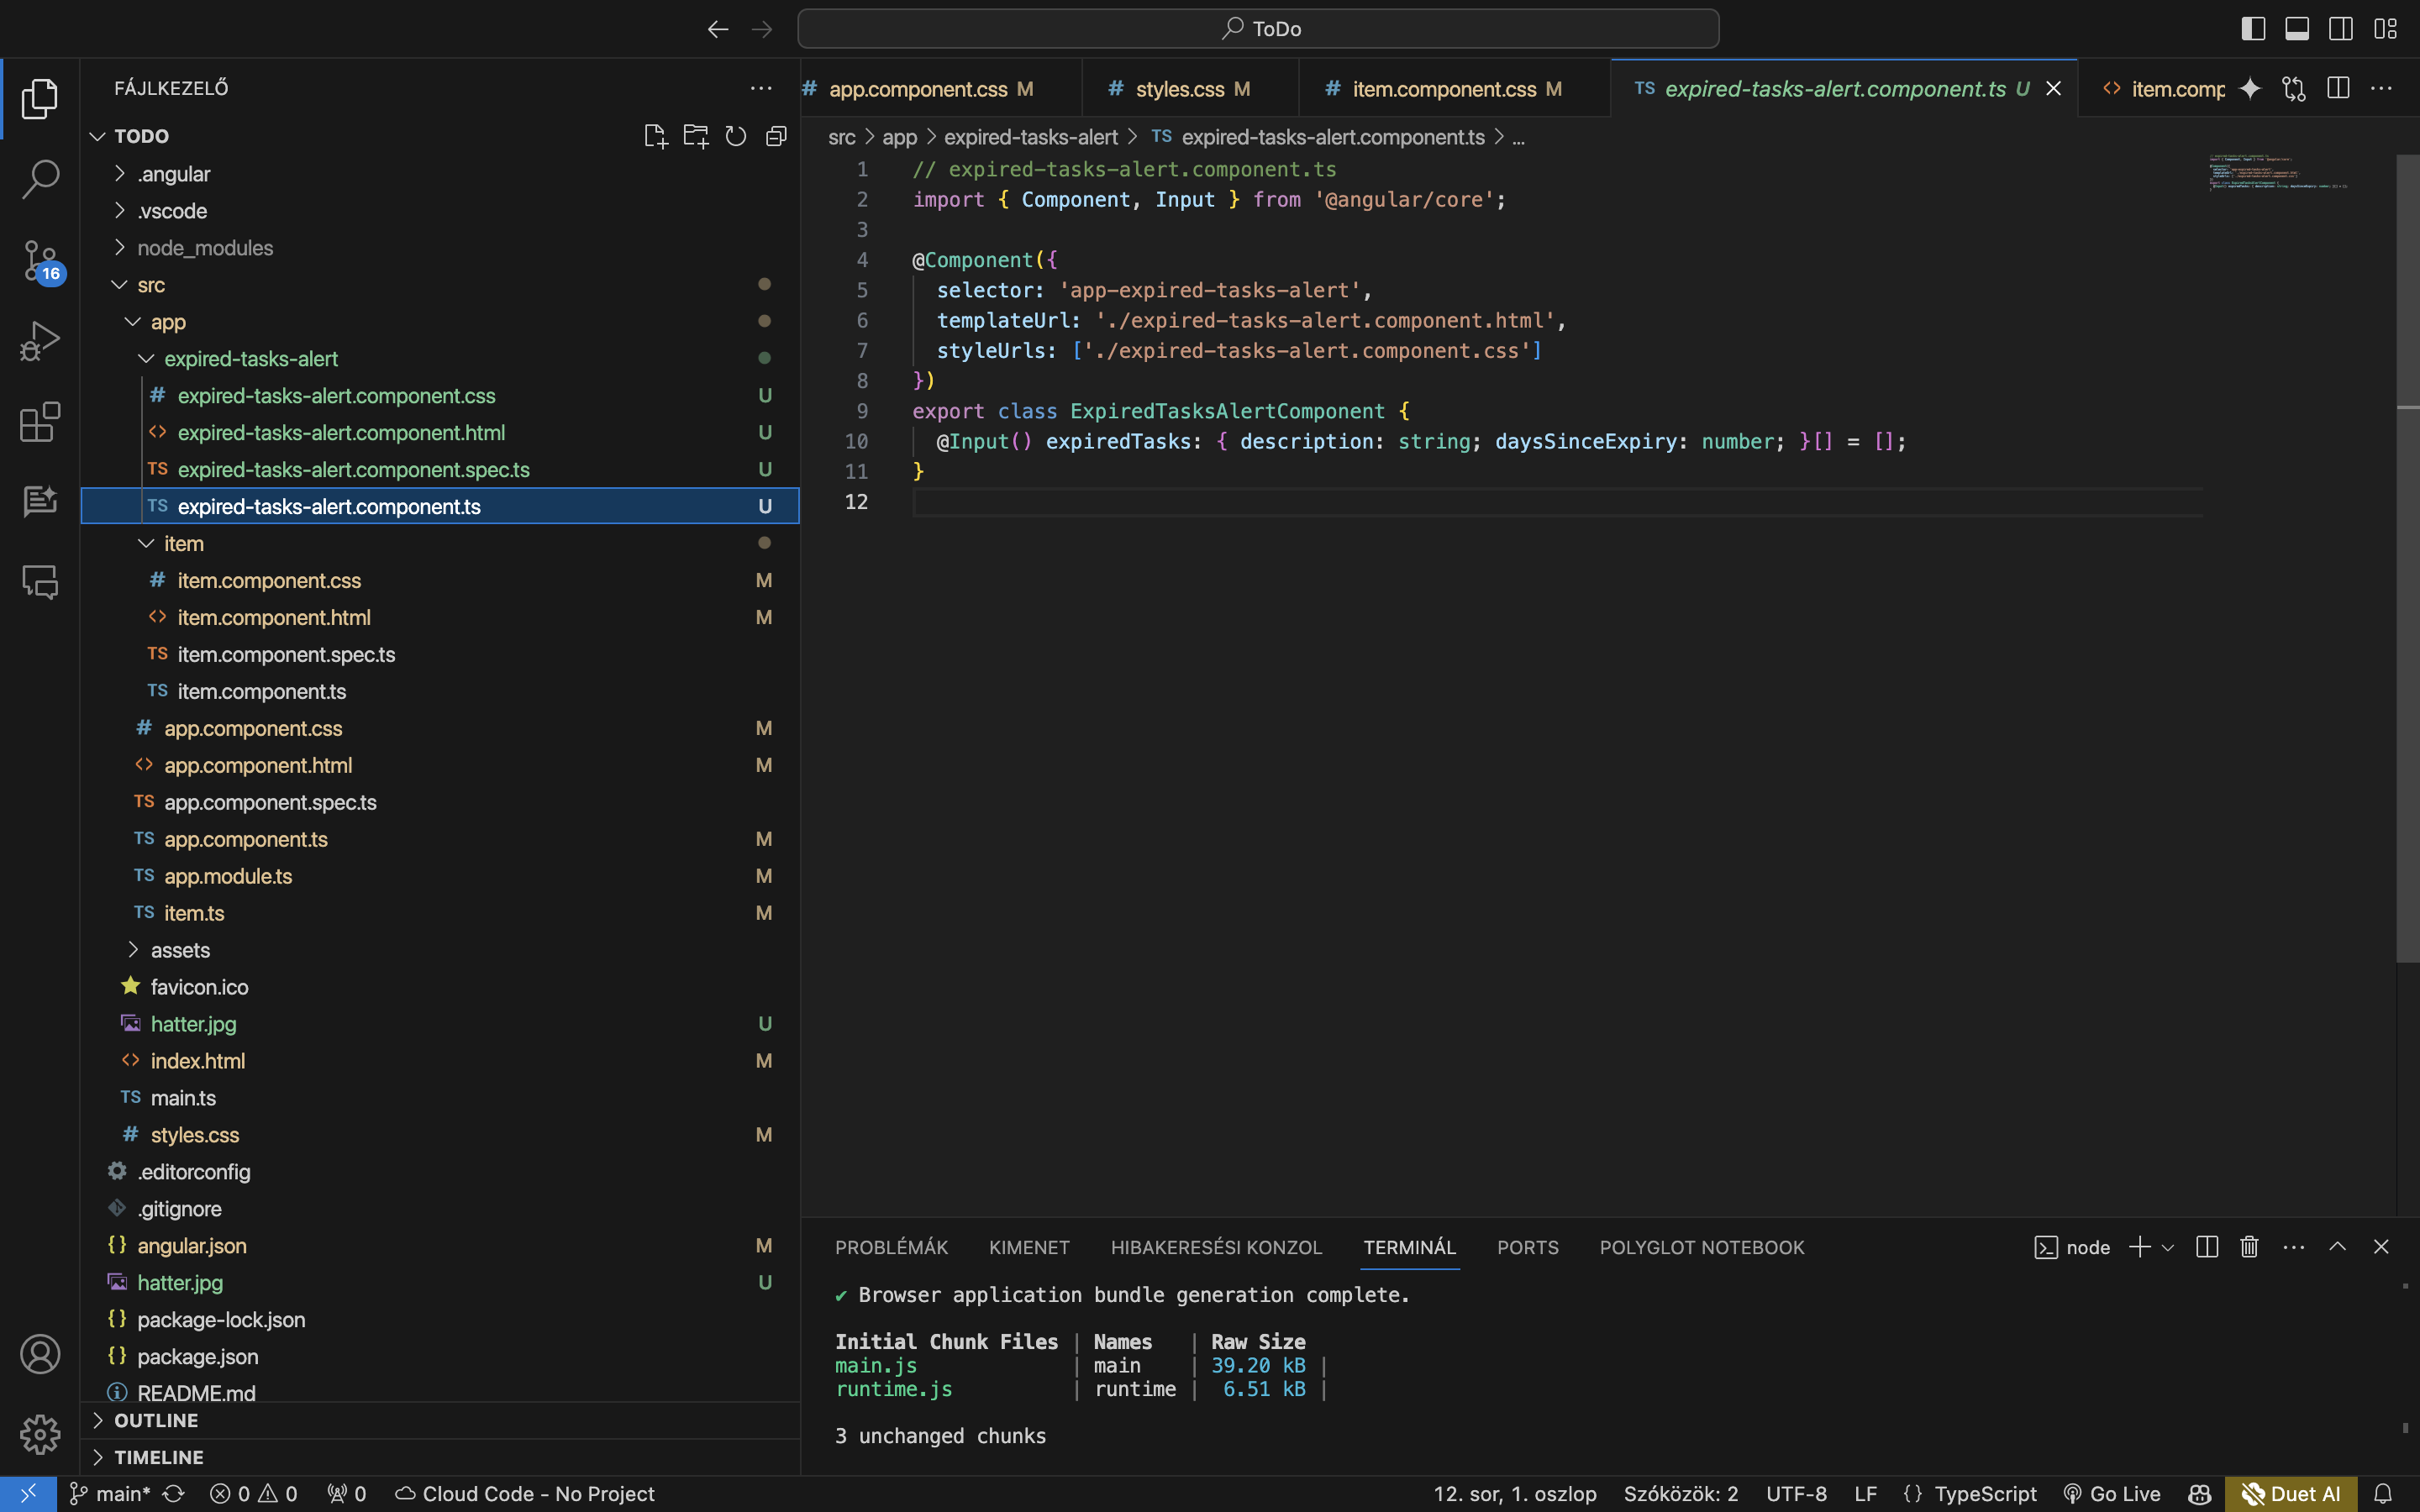 ToDo
FÁJLKEZELŐ
TODO
.angular
.vscode
node_modules
src
app
expired-tasks-alert
expired-tasks-alert.component.css U
expired-tasks-alert.component.html U
expired-tasks-alert.component.spec.ts U
expired-tasks-alert.component.ts U
item
item.component.css M
item.component.html M
item.component.spec.ts
item.component.ts
app.component.css M
app.component.html M
app.component.spec.ts
app.component.ts M
app.module.ts M
item.ts M
assets
favicon.ico
hatter.jpg U
index.html M
main.ts
styles.css M
.editorconfig
.gitignore
angular.json M
hatter.jpg U
package-lock.json
package.json
README.md
OUTLINE
TIMELINE
16
# app.component.css M
# styles.css M
# item.component.css M
TS expired-tasks-alert.component.ts U
<> item.comp
src > app > expired-tasks-alert > TS expired-tasks-alert.component.ts > ...
1 // expired-tasks-alert.component.ts
2 import { Component, Input } from '@angular/core';
3
4 @Component({
5 selector: 'app-expired-tasks-alert',
6 templateUrl: './expired-tasks-alert.component.html',
7 styleUrls: ['./expired-tasks-alert.component.css']
8 })
9 export class ExpiredTasksAlertComponent {
10 @Input() expiredTasks: { description: string; daysSinceExpiry: number; }[] = [];
11 }
12
PROBLÉMÁK KIMENET HIBAKERESÉSI KONZOL TERMINÁL PORTS POLYGLOT NOTEBOOK node
✔ Browser application bundle generation complete.
Initial Chunk Files | Names | Raw Size
main.js | main | 39.20 kB |
runtime.js | runtime | 6.51 kB |
3 unchanged chunks
main* 0 0 0 Cloud Code - No Project 12. sor, 1. oszlop Szóközök: 2 UTF-8 LF {} TypeScript Go Live Duet AI